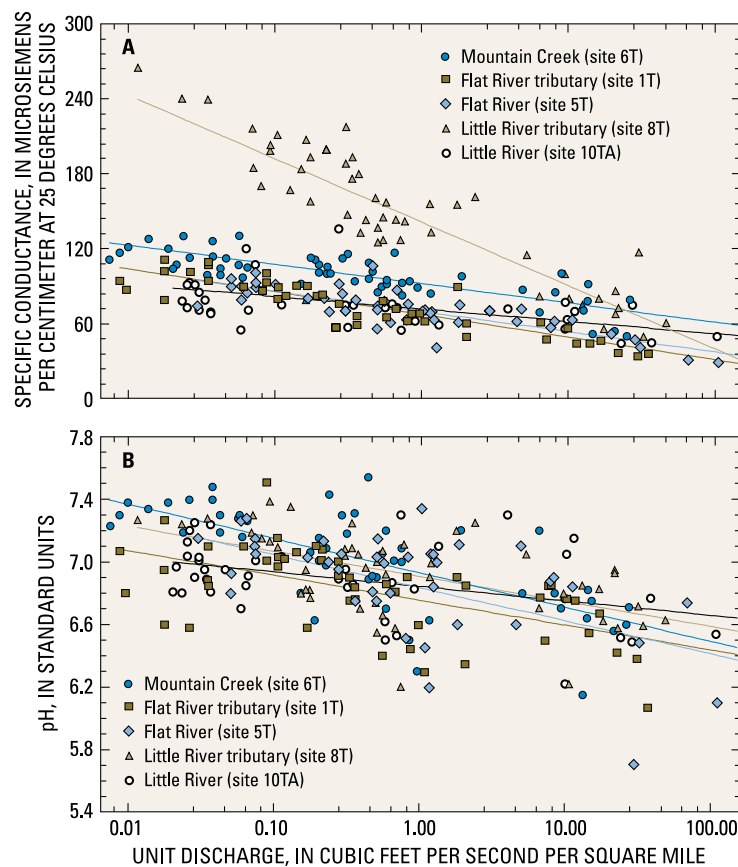 SPECIFIC CONDUCTANCE, IN MICROSIEMENS
PER CENTIMETER AT 25 DEGREES CELSIUS
300
240
180
120
60
0
A
Mountain Creek (site 6T)
Flat River tributary (site 1T)
Flat River (site 5T)
Little River tributary (site 8T)
Little River (site 10TA)
pH, IN STANDARD UNITS
7.8
7.4
7.0
6.6
6.2
5.8
5.4
B
Mountain Creek (site 6T)
Flat River tributary (site 1T)
Flat River (site 5T)
Little River tributary (site 8T)
Little River (site 10TA)
0.01 0.10 1.00 10.00 100.00
UNIT DISCHARGE, IN CUBIC FEET PER SECOND PER SQUARE MILE